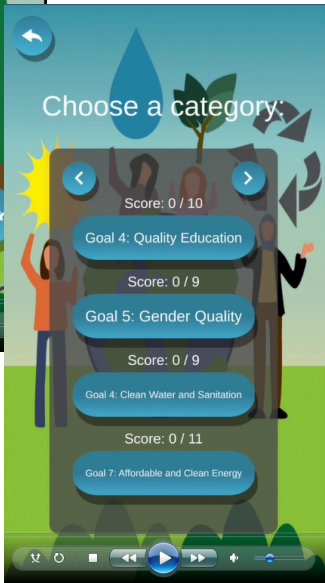 Choose a category:
Score: 0 / 10
Goal 4: Quality Education
Score: 0 / 9
Goal 5: Gender Quality
Score: 0 / 9
Goal 4: Clean Water and Sanitation
Score: 0 / 11
Goal 7: Affordable and Clean Energy